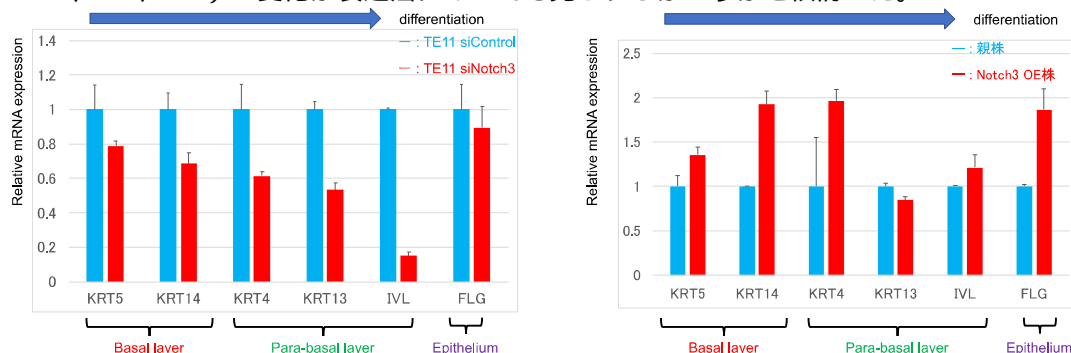 differentiation
- : TE11 siControl
- : TE11 siNotch3
Relative mRNA expression
1.4
1.2
1
0.8
0.6
0.4
0.2
0
KRT5 KRT14 KRT4 KRT13 IVL FLG
Basal layer Para-basal layer Epithelium
differentiation
- : 親株
- : Notch3 OE株
Relative mRNA expression
2.5
2
1.5
1
0.5
0
KRT5 KRT14 KRT4 KRT13 IVL FLG
Basal layer Para-basal layer Epithelium